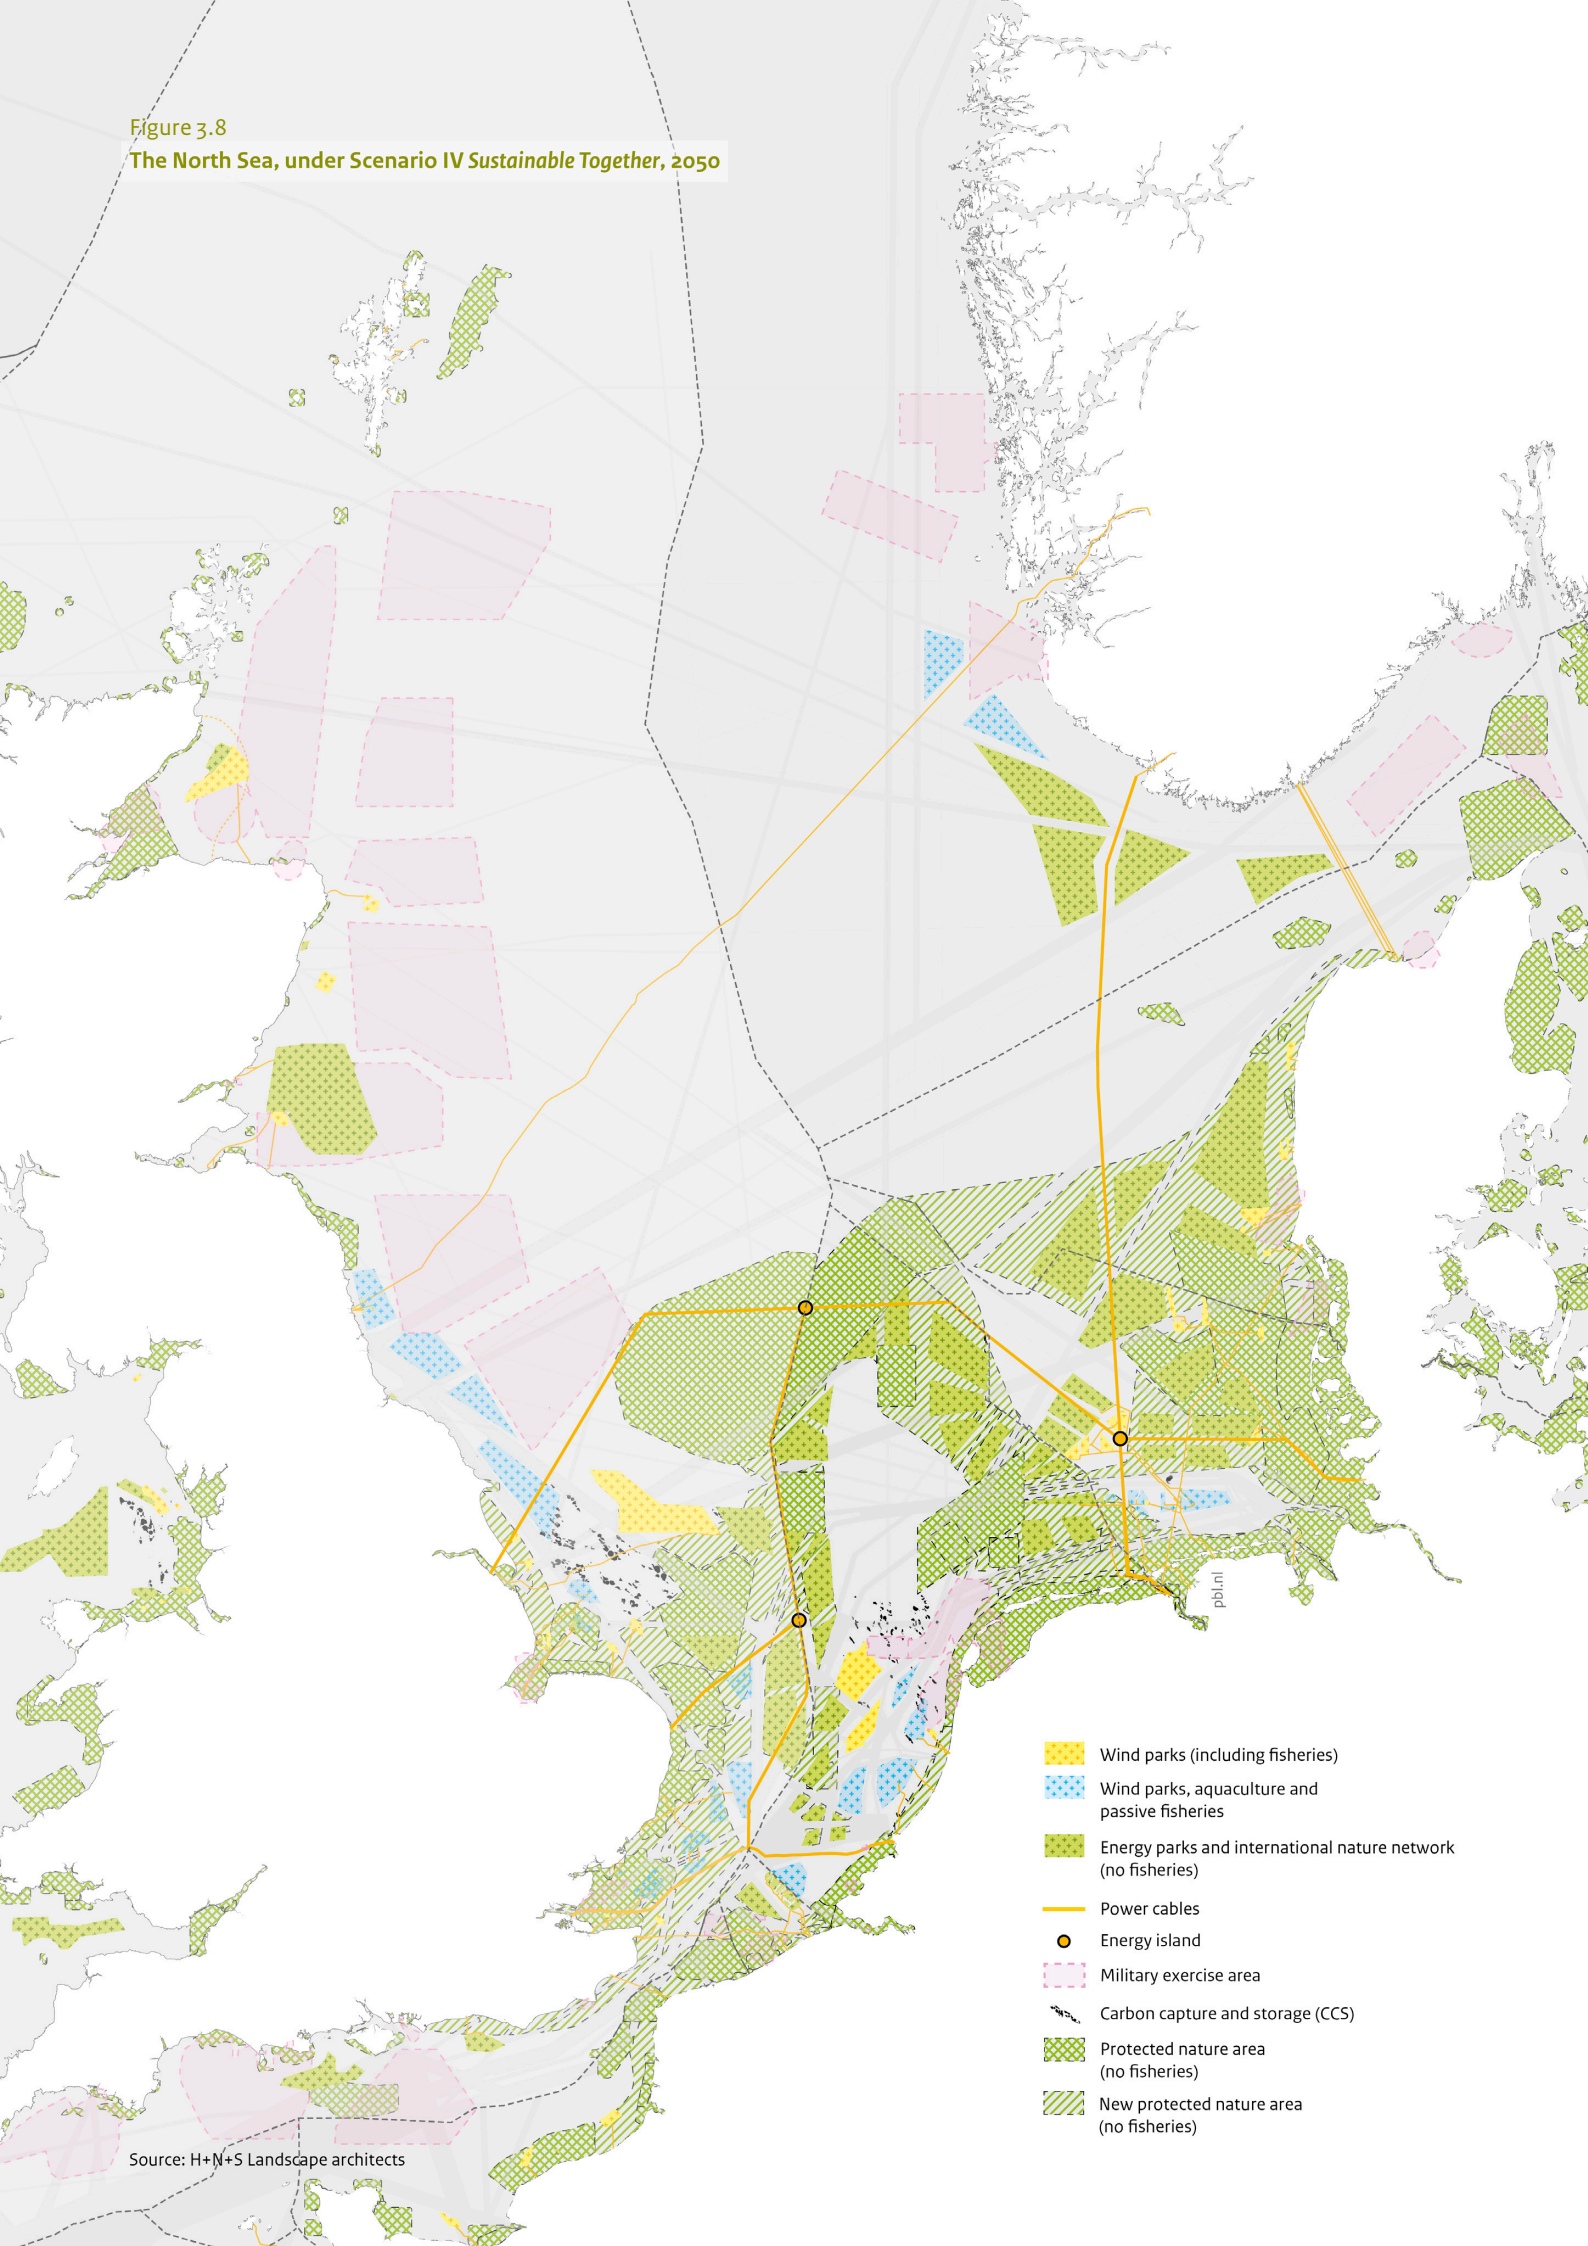 Figure 3.8
The North Sea, under Scenario IV Sustainable Together, 2050
pbl.nl
Wind parks (including fisheries)
Wind parks, aquaculture and
passive fisheries
Energy parks and international nature network
(no fisheries)
Power cables
Energy island
Military exercise area
Carbon capture and storage (CCS)
Protected nature area
(no fisheries)
New protected nature area
(no fisheries)
Source: H+N+S Landscape architects